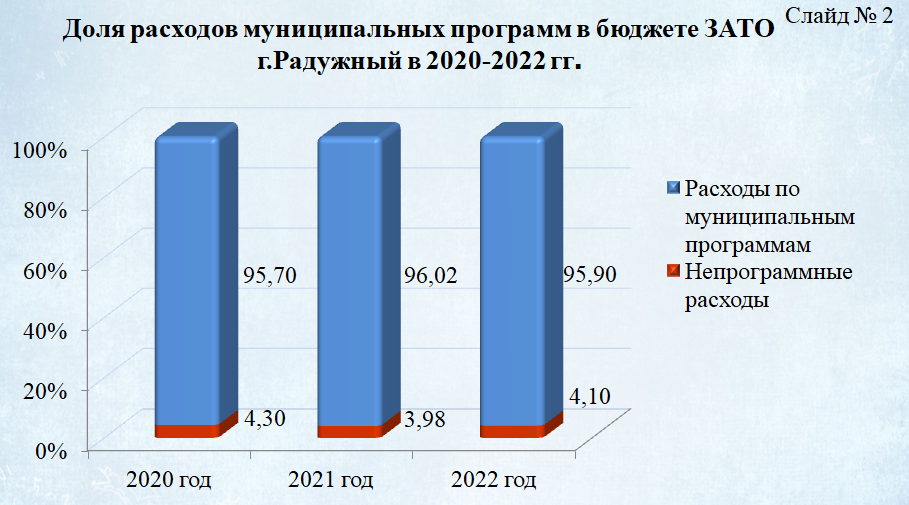 Слайд № 2
Доля расходов муниципальных программ в бюджете ЗАТО
г.Радужный в 2020-2022 гг.
100%
80%
60%
40%
20%
0%
95,70
96,02
95,90
4,30
3,98
4,10
2020 год
2021 год
2022 год
Расходы по
муниципальным
программам
Непрограммные
расходы